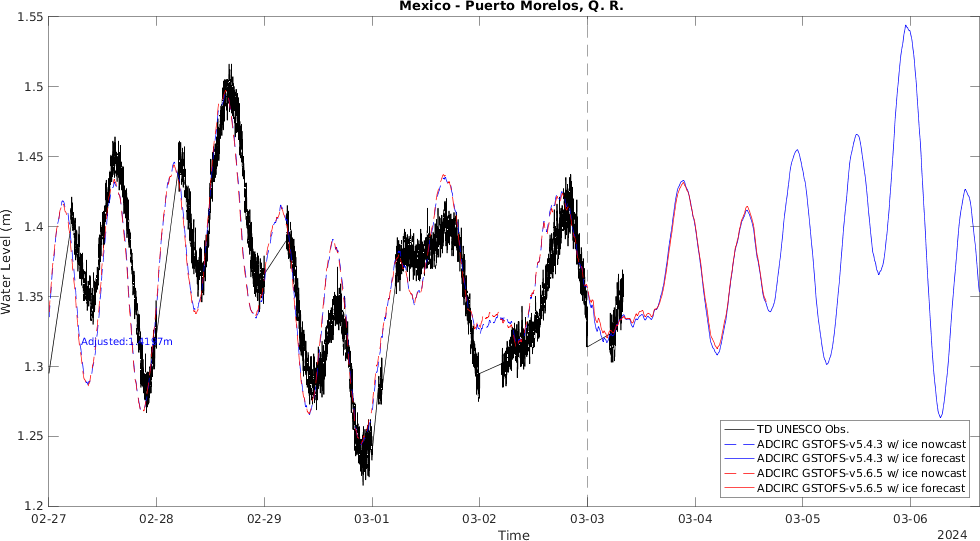 Mexico - Puerto Morelos, Q. R.
Water Level (m)
1.55
1.5
1.45
1.4
1.35
1.3
1.25
1.2
TD UNESCO Obs.
ADCIRC GSTOFS-v5.4.3 w/ ice nowcast
ADCIRC GSTOFS-v5.4.3 w/ ice forecast
ADCIRC GSTOFS-v5.6.5 w/ ice nowcast
ADCIRC GSTOFS-v5.6.5 w/ ice forecast
02-27 02-28 02-29 03-01 03-02 03-03 03-04 03-05 03-06
Time
2024